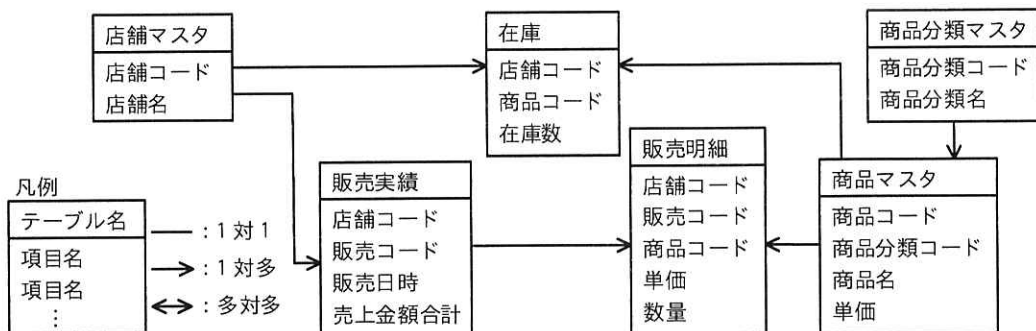 店舗マスタ
店舗コード
店舗名
在庫
店舗コード
商品コード
在庫数
商品分類マスタ
商品分類コード
商品分類名
販売実績
店舗コード
販売コード
販売日時
売上金額合計
販売明細
店舗コード
販売コード
商品コード
単価
数量
商品マスタ
商品コード
商品分類コード
商品名
単価
凡例
テーブル名
項目名
項目名
⋮
：1対1
：1対多
：多対多